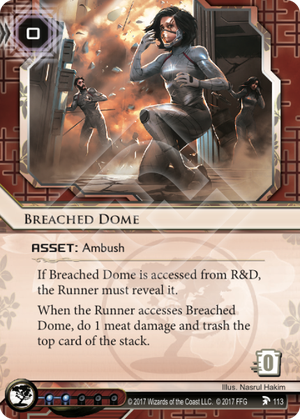 0
BREACHED DOME
ASSET: Ambush
If Breached Dome is accessed from R&D,
the Runner must reveal it.
When the Runner accesses Breached
Dome, do 1 meat damage and trash the
top card of the stack.
0
Illus. Nasrul Hakim
© 2017 Wizards of the Coast LLC. © 2017 FFG
113